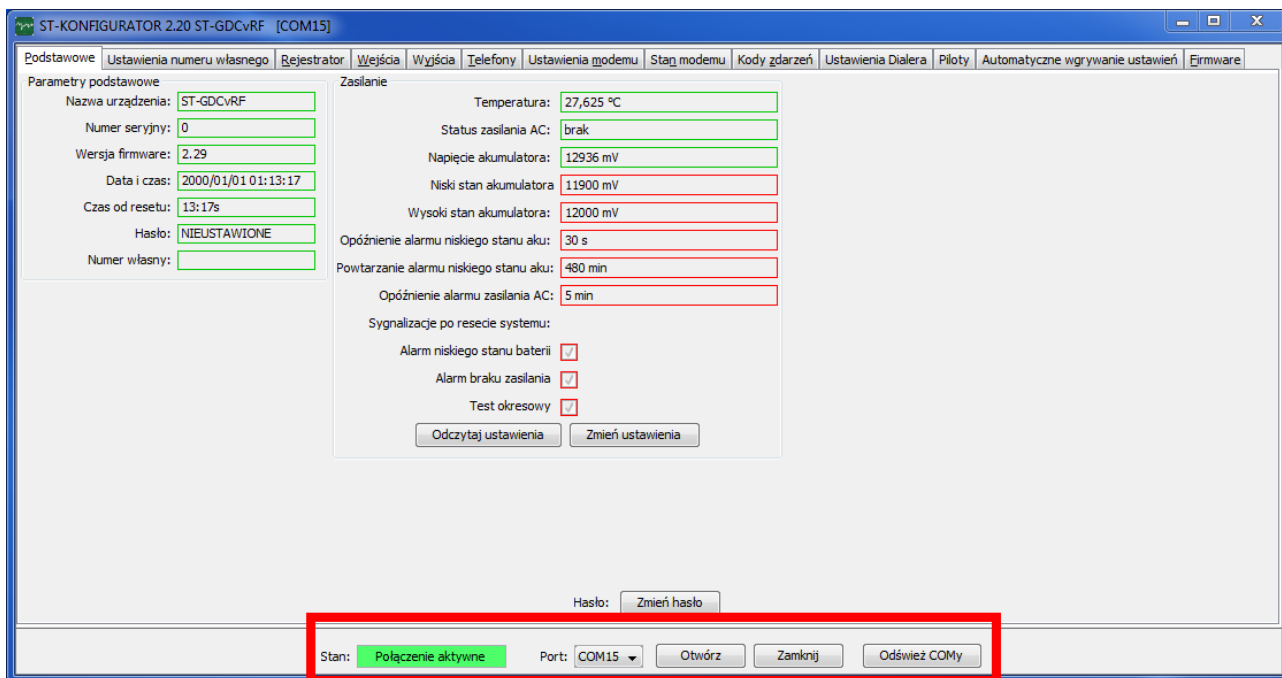 ST-KONFIGURATOR 2.20 ST-GDCvRF [COM15]
Podstawowe Ustawienia numeru własnego Rejestrator Wejścia Wyjścia Telefony Ustawienia modemu Stan modemu Kody zdarzeń Ustawienia Dialera Piloty Automatyczne wgrywanie ustawień Firmware
Parametry podstawowe
Nazwa urządzenia: ST-GDCvRF
Numer seryjny: 0
Wersja firmware: 2.29
Data i czas: 2000/01/01 01:13:17
Czas od resetu: 13:17s
Hasło: NIEUSTAWIONE
Numer własny:
Zasilanie
Temperatura: 27,625 °C
Status zasilania AC: brak
Napięcie akumulatora: 12936 mV
Niski stan akumulatora 11900 mV
Wysoki stan akumulatora: 12000 mV
Opóźnienie alarmu niskiego stanu aku: 30 s
Powtarzanie alarmu niskiego stanu aku: 480 min
Opóźnienie alarmu zasilania AC: 5 min
Sygnalizacje po resecie systemu:
Alarm niskiego stanu baterii
Alarm braku zasilania
Test okresowy
Odczytaj ustawienia Zmień ustawienia
Hasło: Zmień hasło
Stan: Połączenie aktywne Port: COM15 Otwórz Zamknij Odśwież COMy